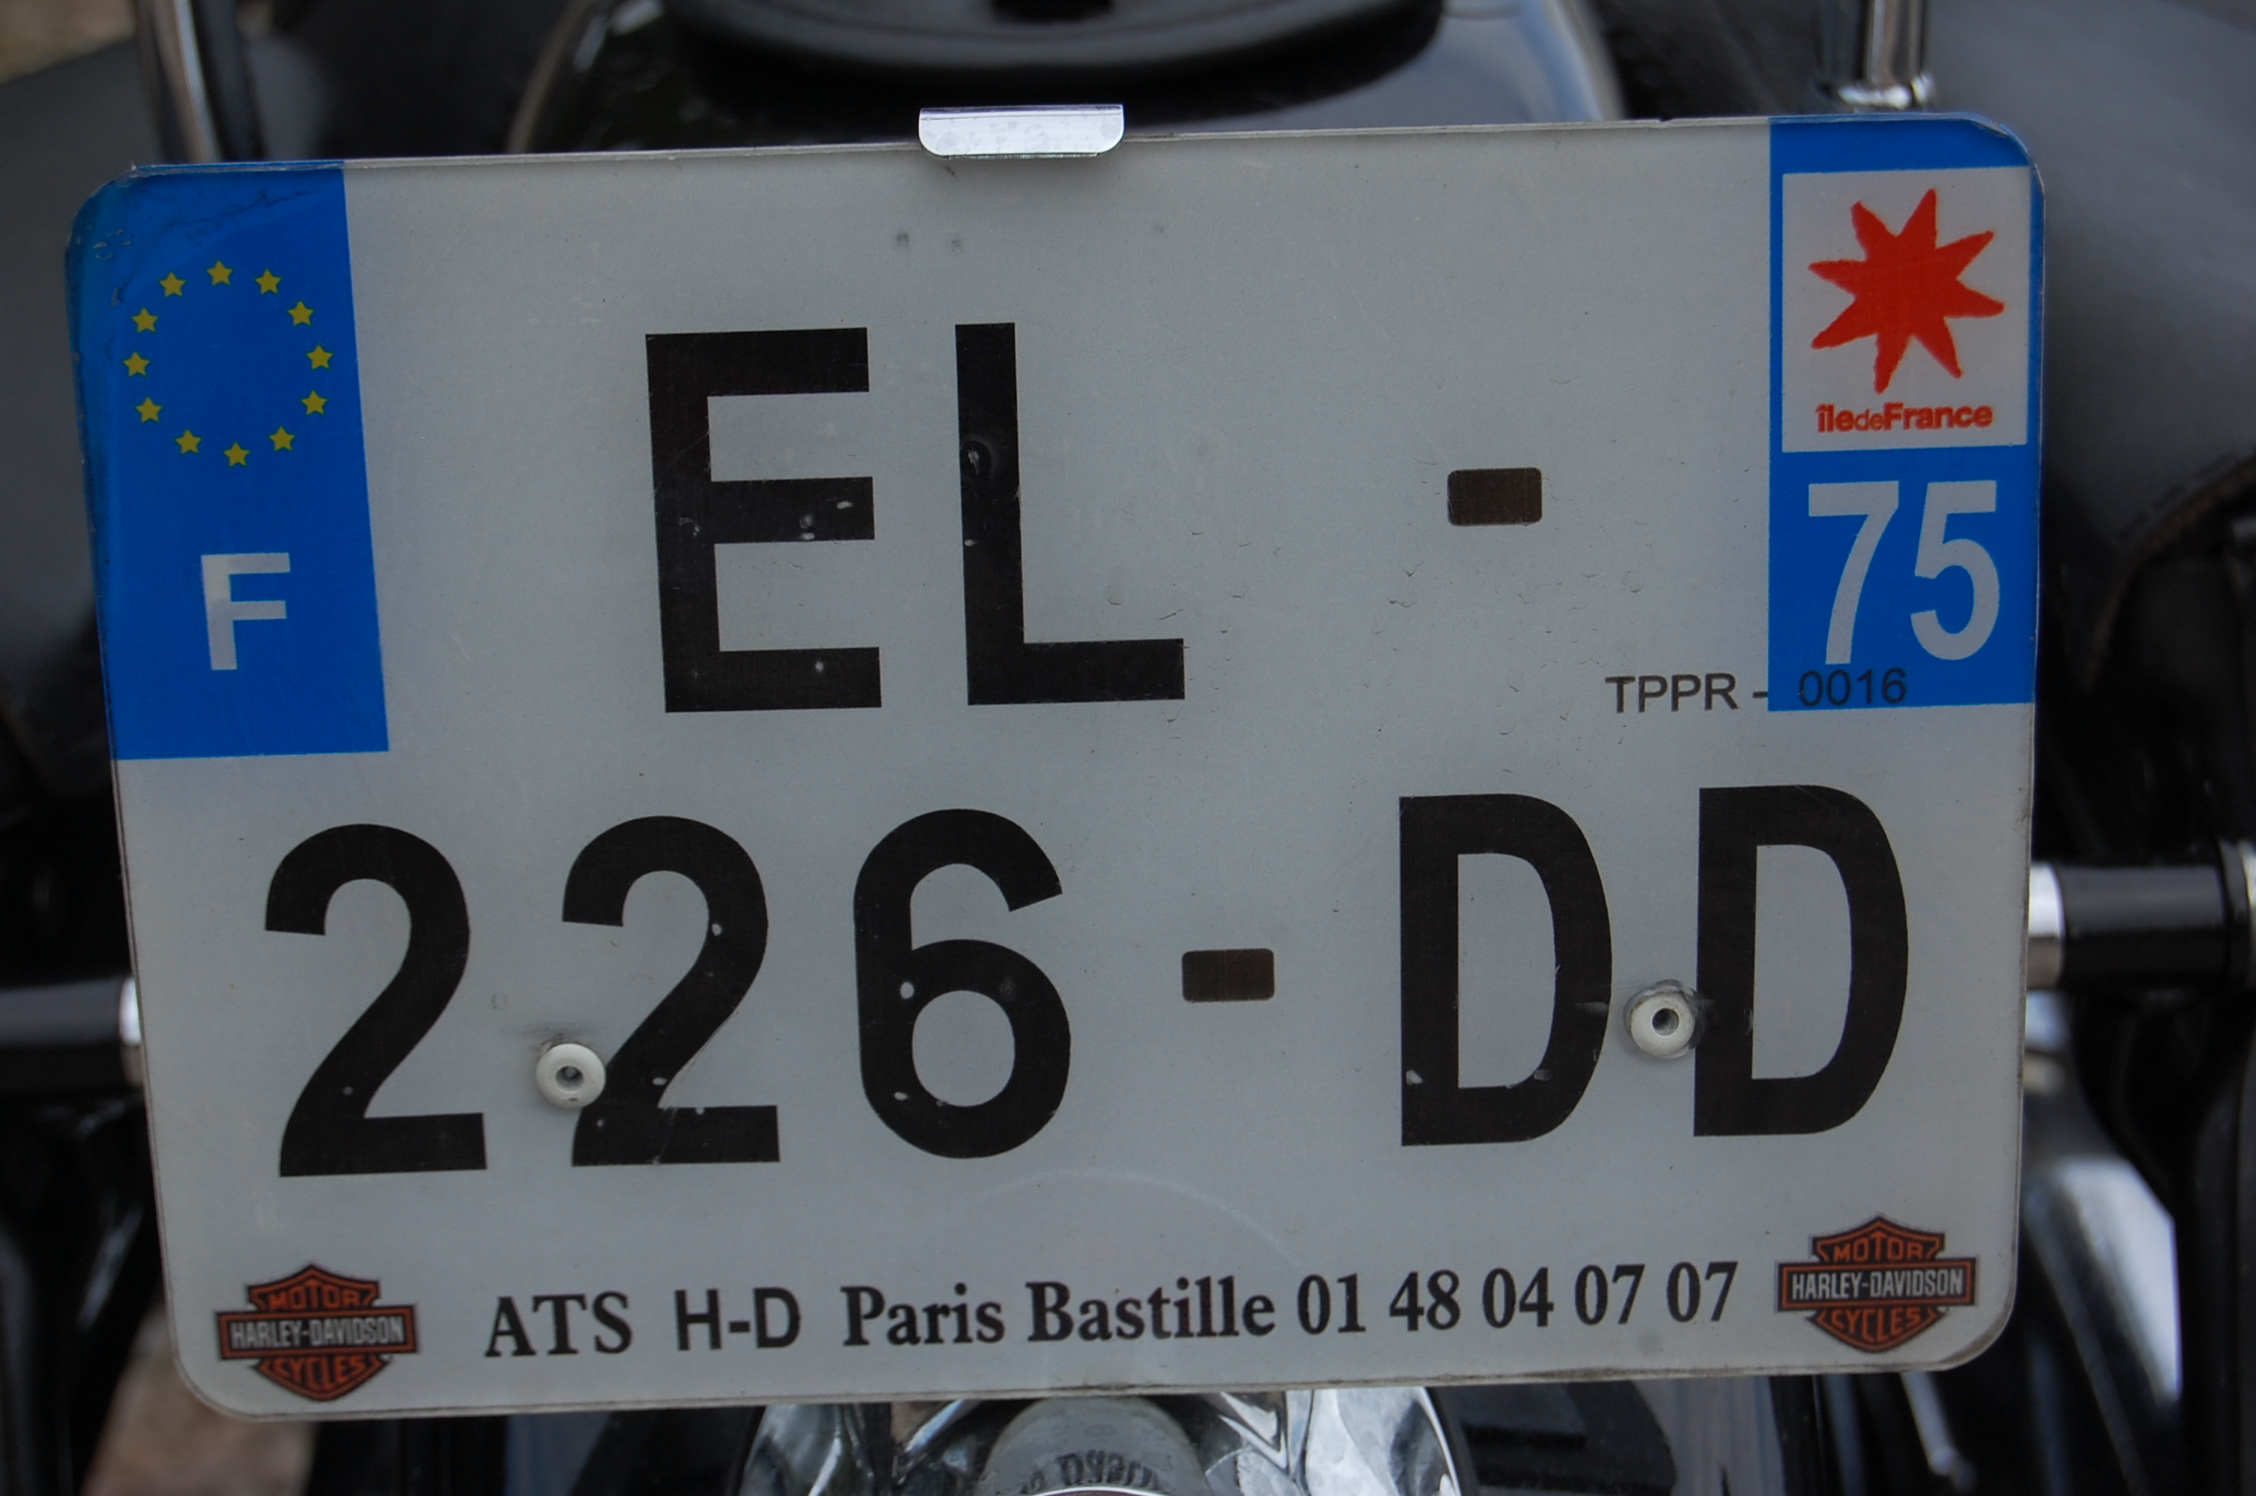 F
EL -
îledeFrance
75
TPPR - 0016
226 - DD
MOTOR
HARLEY-DAVIDSON
CYCLES
ATS H-D Paris Bastille 01 48 04 07 07
MOTOR
HARLEY-DAVIDSON
CYCLES